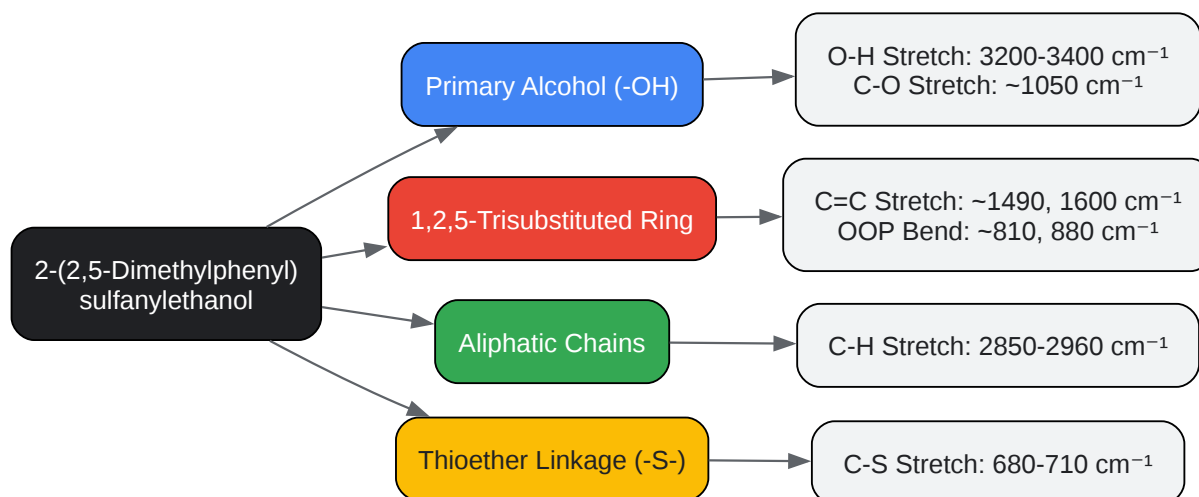 2-(2,5-Dimethylphenyl)
sulfanylethanol
Primary Alcohol (-OH)
O-H Stretch: 3200-3400 cm⁻¹
C-O Stretch: ~1050 cm⁻¹
1,2,5-Trisubstituted Ring
C=C Stretch: ~1490, 1600 cm⁻¹
OOP Bend: ~810, 880 cm⁻¹
Aliphatic Chains
C-H Stretch: 2850-2960 cm⁻¹
Thioether Linkage (-S-)
C-S Stretch: 680-710 cm⁻¹